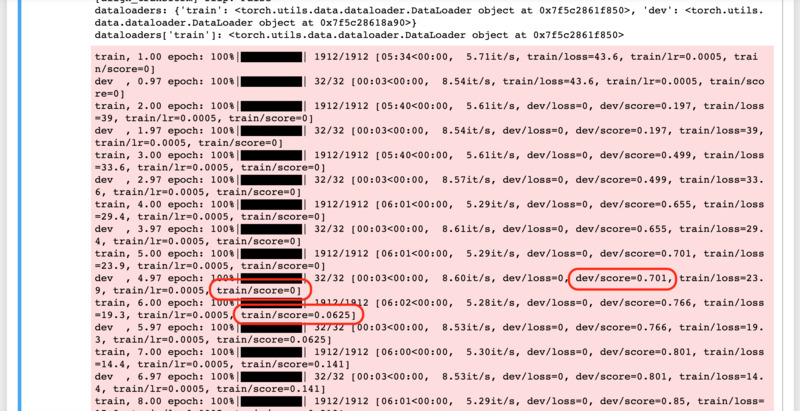 dataloaders: {'train': <torch.utils.data.dataloader.DataLoader object at 0x7f5c2861f850>, 'dev': <torch.utils.
data.dataloader.DataLoader object at 0x7f5c28618a90>}
dataloaders['train']: <torch.utils.data.dataloader.DataLoader object at 0x7f5c2861f850>
train, 1.00 epoch: 100%|██████████| 1912/1912 [05:34<00:00,  5.71it/s, train/loss=43.6, train/lr=0.0005, trai
n/score=0]
dev  , 0.97 epoch: 100%|██████████| 32/32 [00:03<00:00,  8.54it/s, train/loss=43.6, train/lr=0.0005, train/sco
re=0]
train, 2.00 epoch: 100%|██████████| 1912/1912 [05:40<00:00,  5.61it/s, dev/loss=0, dev/score=0.197, train/loss
=39, train/lr=0.0005, train/score=0]
dev  , 1.97 epoch: 100%|██████████| 32/32 [00:03<00:00,  8.54it/s, dev/loss=0, dev/score=0.197, train/loss=39,
train/lr=0.0005, train/score=0]
train, 3.00 epoch: 100%|██████████| 1912/1912 [05:40<00:00,  5.61it/s, dev/loss=0, dev/score=0.499, train/loss
=33.6, train/lr=0.0005, train/score=0]
dev  , 2.97 epoch: 100%|██████████| 32/32 [00:03<00:00,  8.57it/s, dev/loss=0, dev/score=0.499, train/loss=33.
6, train/lr=0.0005, train/score=0]
train, 4.00 epoch: 100%|██████████| 1912/1912 [06:01<00:00,  5.29it/s, dev/loss=0, dev/score=0.655, train/loss
=29.4, train/lr=0.0005, train/score=0]
dev  , 3.97 epoch: 100%|██████████| 32/32 [00:03<00:00,  8.61it/s, dev/loss=0, dev/score=0.655, train/loss=29.
4, train/lr=0.0005, train/score=0]
train, 5.00 epoch: 100%|██████████| 1912/1912 [06:01<00:00,  5.29it/s, dev/loss=0, dev/score=0.701, train/loss
=23.9, train/lr=0.0005, train/score=0]
dev  , 4.97 epoch: 100%|██████████| 32/32 [00:03<00:00,  8.60it/s, dev/loss=0, dev/score=0.701, train/loss=23.
9, train/lr=0.0005, train/score=0]
train, 6.00 epoch: 100%|██████████| 1912/1912 [06:02<00:00,  5.28it/s, dev/loss=0, dev/score=0.766, train/loss
=19.3, train/lr=0.0005, train/score=0.0625]
dev  , 5.97 epoch: 100%|██████████| 32/32 [00:03<00:00,  8.53it/s, dev/loss=0, dev/score=0.766, train/loss=19.
3, train/lr=0.0005, train/score=0.0625]
train, 7.00 epoch: 100%|██████████| 1912/1912 [06:00<00:00,  5.30it/s, dev/loss=0, dev/score=0.801, train/loss
=14.4, train/lr=0.0005, train/score=0.141]
dev  , 6.97 epoch: 100%|██████████| 32/32 [00:03<00:00,  8.53it/s, dev/loss=0, dev/score=0.801, train/loss=14.
4, train/lr=0.0005, train/score=0.141]
train, 8.00 epoch: 100%|██████████| 1912/1912 [06:01<00:00,  5.29it/s, dev/loss=0, dev/score=0.85, train/loss=